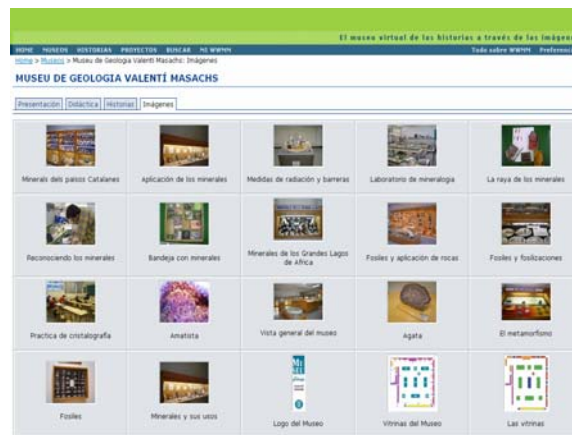 El museo virtual de las historias a través de las imágen
HOME MUSEOS HISTORIAS PROYECTOS BUSCAR MI WWMM Todo sobre WWMM Preferenci
Home > Museos > Museu de Geologia Valentí Masachs: Imágenes
MUSEU DE GEOLOGIA VALENTÍ MASACHS
Presentación Didáctica Historias Imágenes
Minerals dels països Catalanes
Aplicación de los minerales
Medidas de radiación y barreras
Laboratorio de mineralogia
La raya de los minerales
Reconociendo los minerales
Bandeja con minerales
Minerales de los Grandes Lagos
de Africa
Fosiles y aplicación de rocas
Fosiles y fosilizaciones
Practica de cristalografía
Amatista
Vista general del museo
Agata
El metamorfismo
Fosiles
Minerales y sus usos
Logo del Museo
Vitrinas del Museo
Las vitrinas